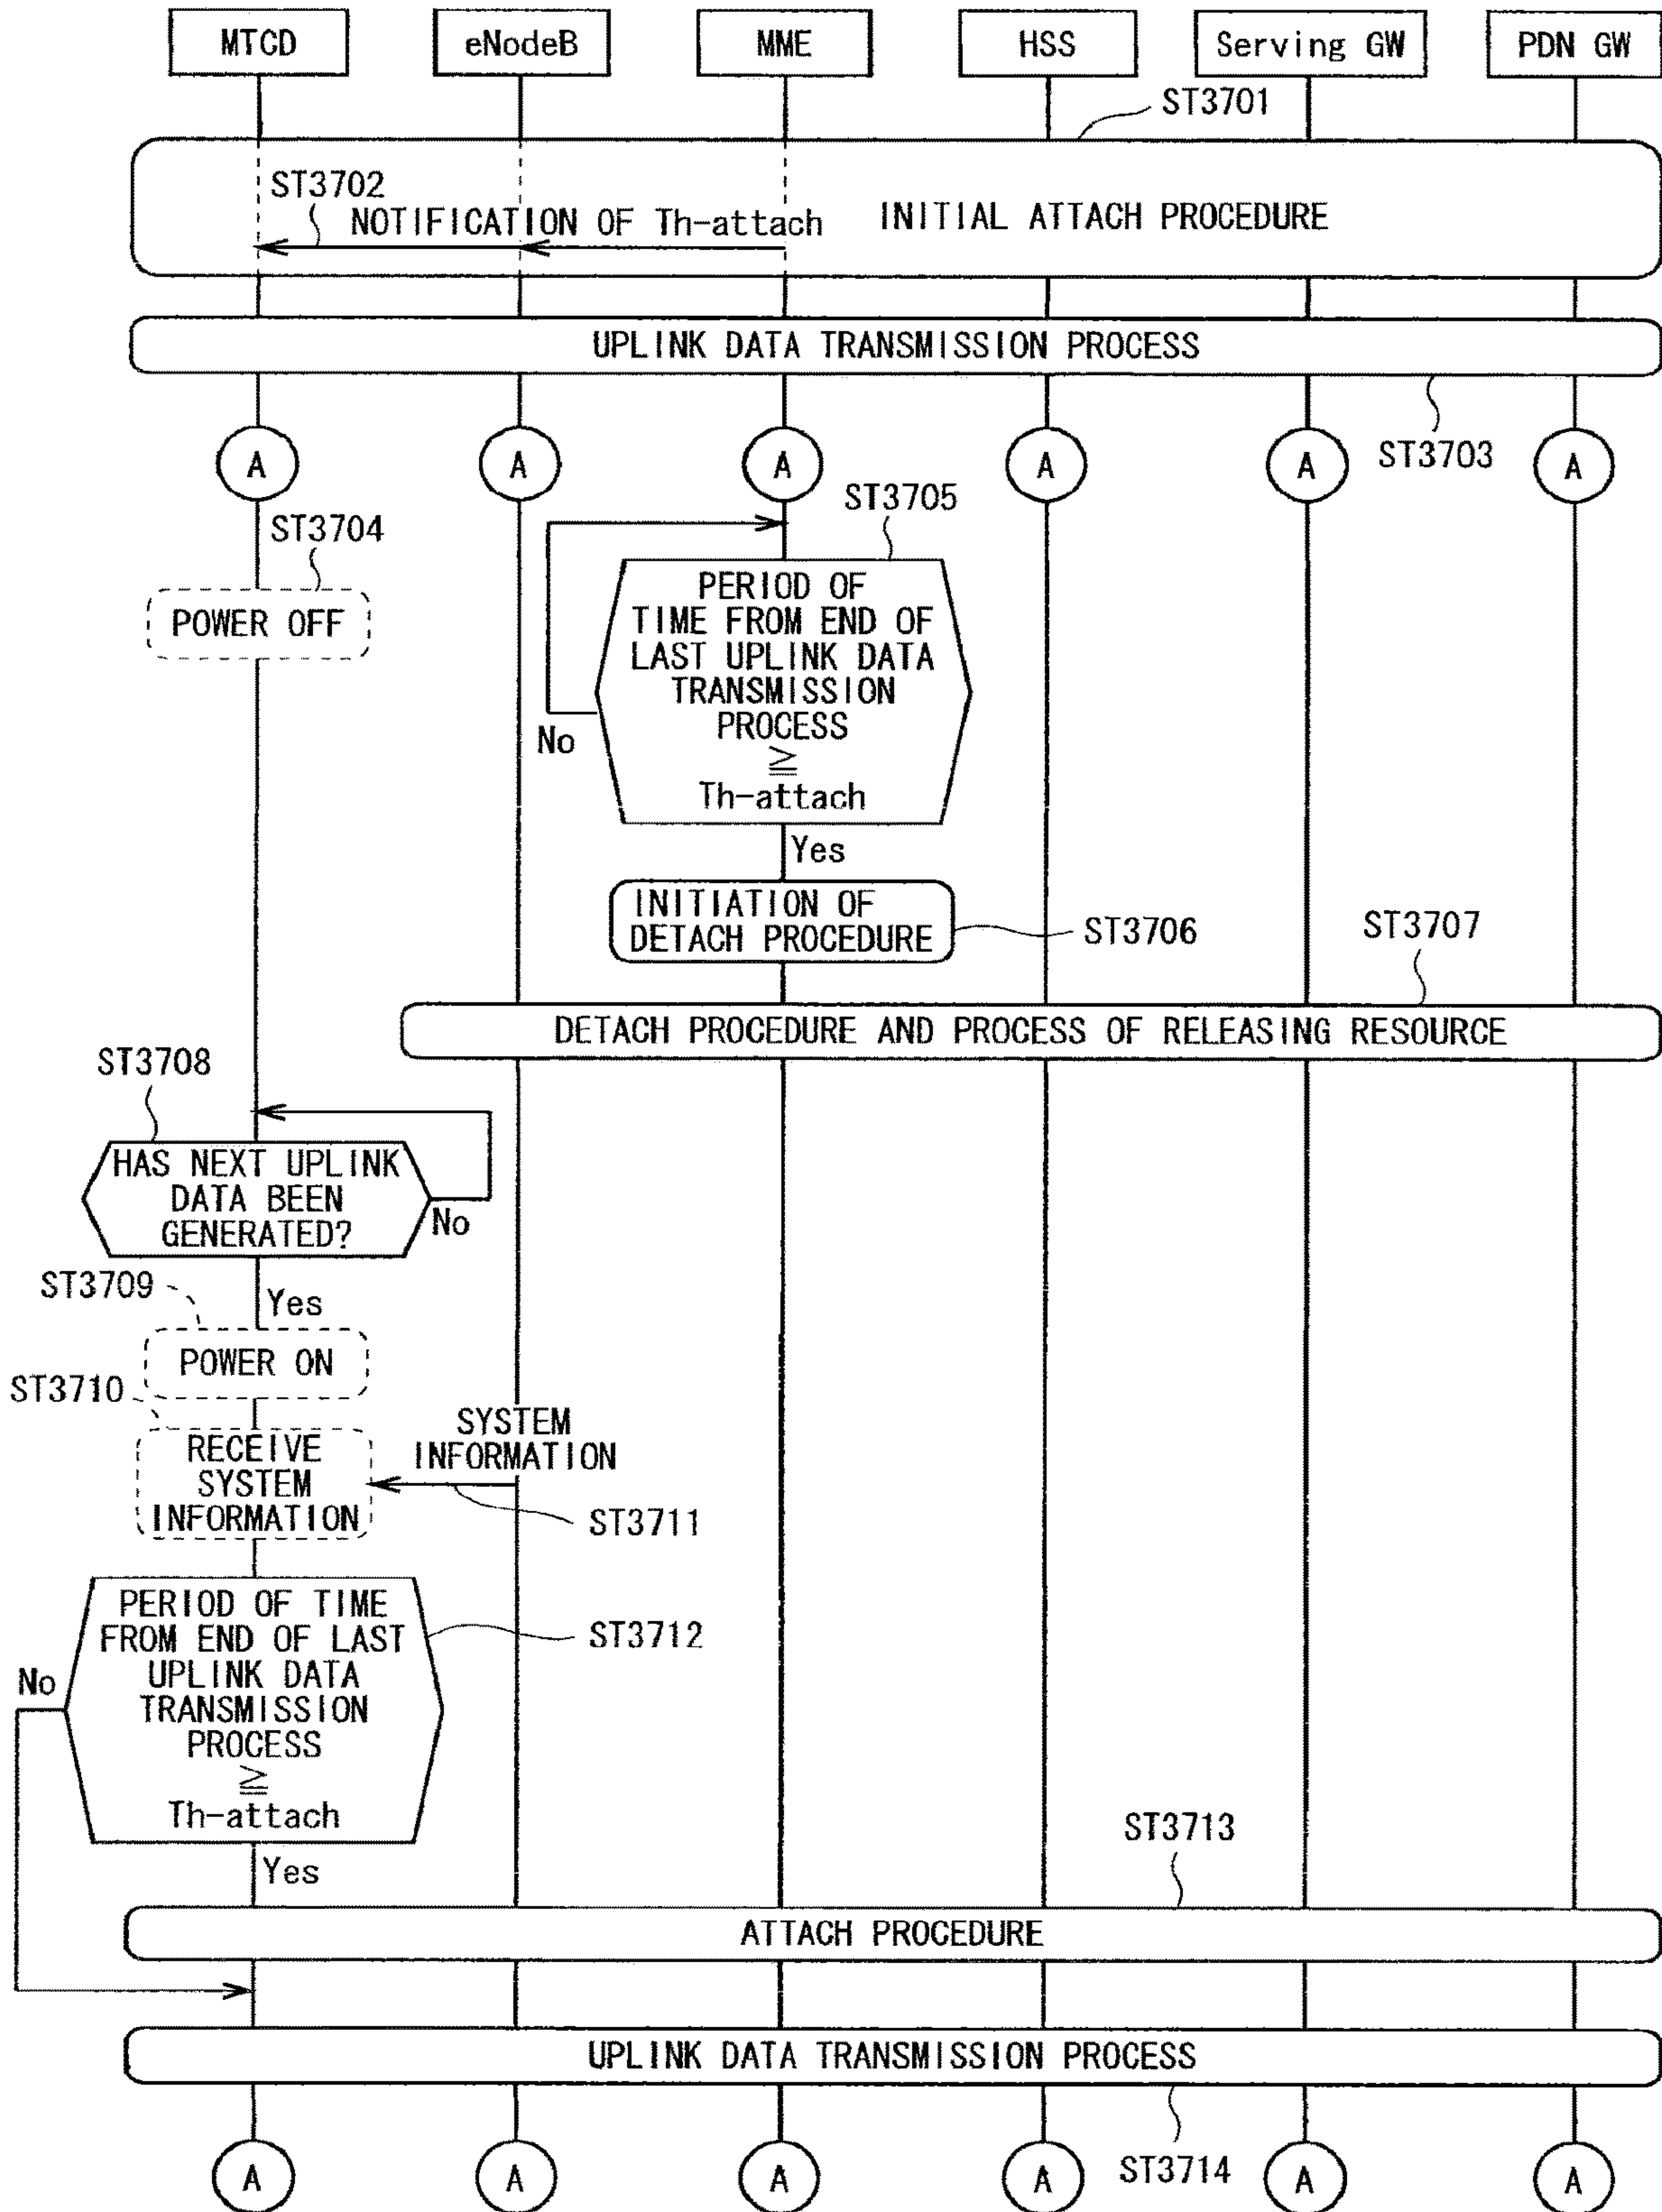 MTCD
eNodeB
MME
HSS
Serving GW
PDN GW
ST3701
ST3702
NOTIFICATION OF Th-attach
INITIAL ATTACH PROCEDURE
UPLINK DATA TRANSMISSION PROCESS
ST3703
A
A
A
A
A
A
ST3704
POWER OFF
ST3705
PERIOD OF
TIME FROM END OF
LAST UPLINK DATA
TRANSMISSION
PROCESS
≧
Th-attach
No
Yes
INITIATION OF
DETACH PROCEDURE
ST3706
ST3707
DETACH PROCEDURE AND PROCESS OF RELEASING RESOURCE
ST3708
HAS NEXT UPLINK
DATA BEEN
GENERATED?
No
Yes
ST3709
POWER ON
ST3710
RECEIVE
SYSTEM
INFORMATION
SYSTEM
INFORMATION
ST3711
PERIOD OF TIME
FROM END OF LAST
UPLINK DATA
TRANSMISSION
PROCESS
≧
Th-attach
ST3712
No
Yes
ST3713
ATTACH PROCEDURE
UPLINK DATA TRANSMISSION PROCESS
ST3714
A
A
A
A
A
A